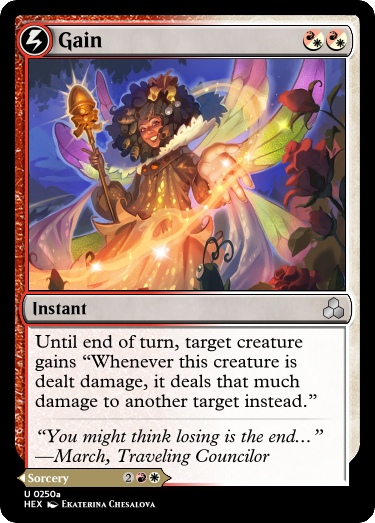 Gain
Instant
Until end of turn, target creature
gains “Whenever this creature is
dealt damage, it deals that much
damage to another target instead.”
“You might think losing is the end…”
—March, Traveling Councilor
Sorcery 2
U 0250a
HEX Ekaterina Chesalova